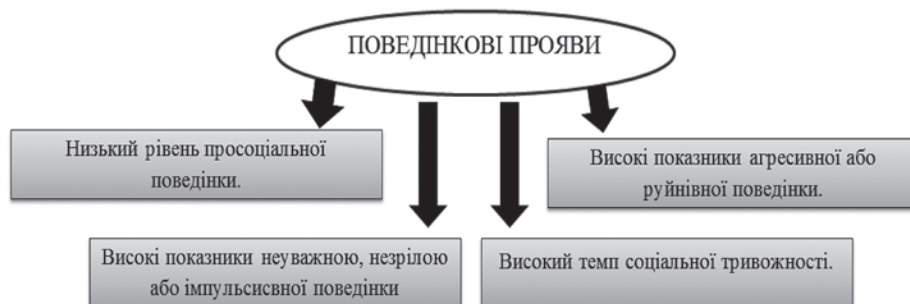 ПОВЕДІНКОВІ ПРОЯВИ
Низький рівень просоціальної
поведінки.
Високі показники агресивної або
руйнівної поведінки.
Високі показники неуважною, незрілою
або імпульсисвної поведінки
Високий темп соціальної тривожності.